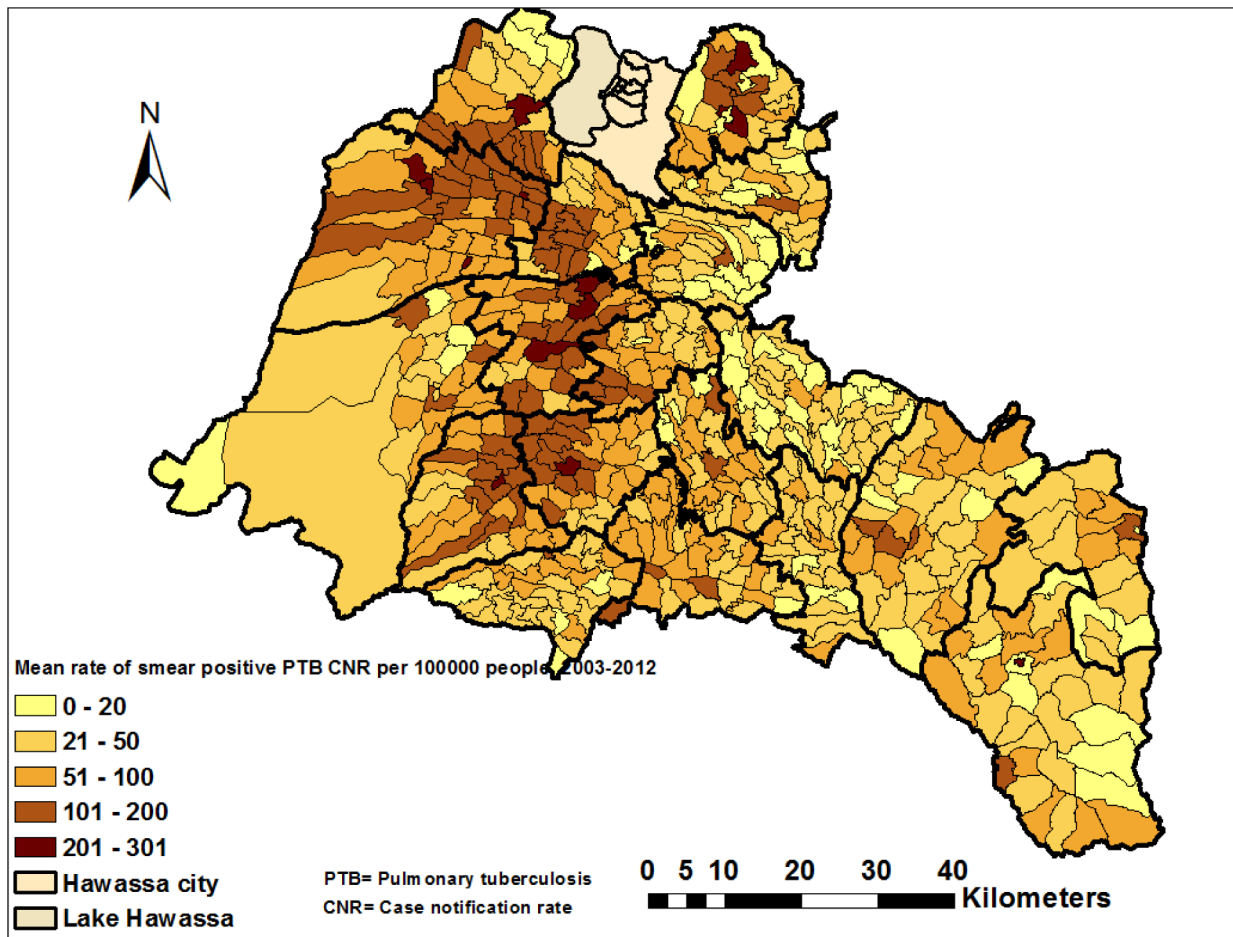 N
Mean rate of smear positive PTB CNR per 100000 people, 2003-2012
0 - 20
21 - 50
51 - 100
101 - 200
201 - 301
Hawassa city
Lake Hawassa
PTB= Pulmonary tuberculosis
CNR= Case notification rate
0 5 10 20 30 40
Kilometers